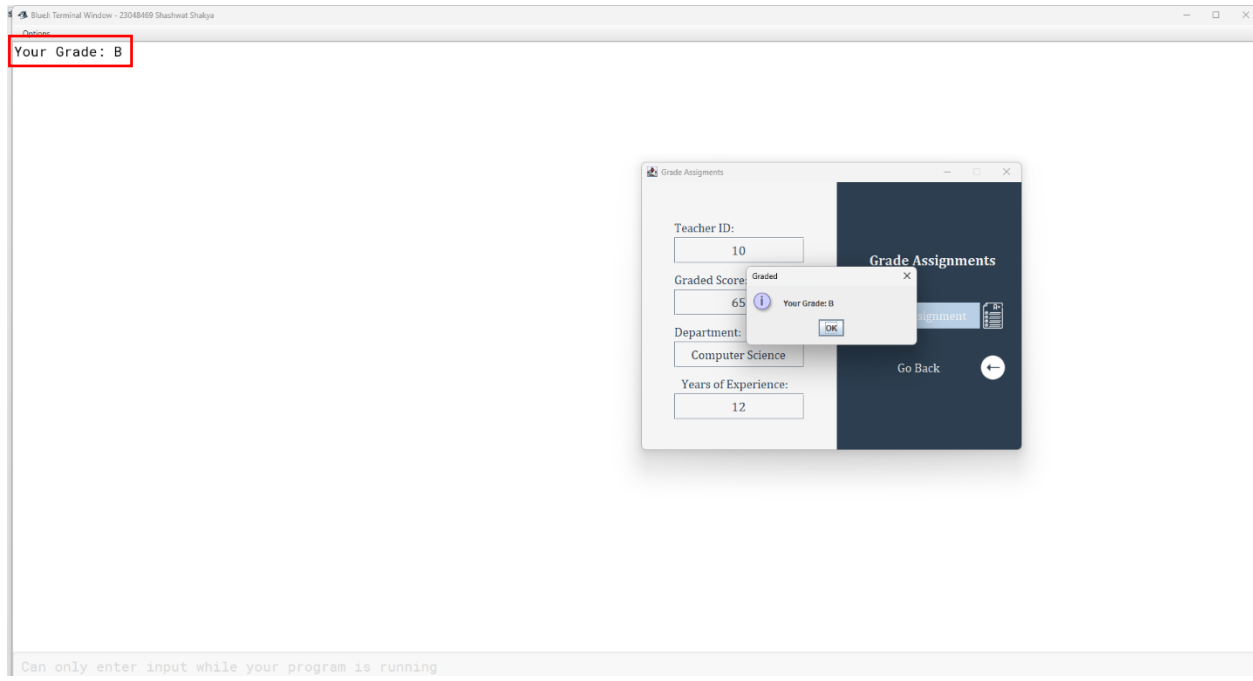 BlueJ: Terminal Window - 23048469 Shashwat Shakya
Options
Your Grade: B
Grade Assigments
Teacher ID:
10
Graded Score:
65
Department:
Computer Science
Years of Experience:
12
Grade Assignments
Graded
Your Grade: B
OK
Go Back
Can only enter input while your program is running